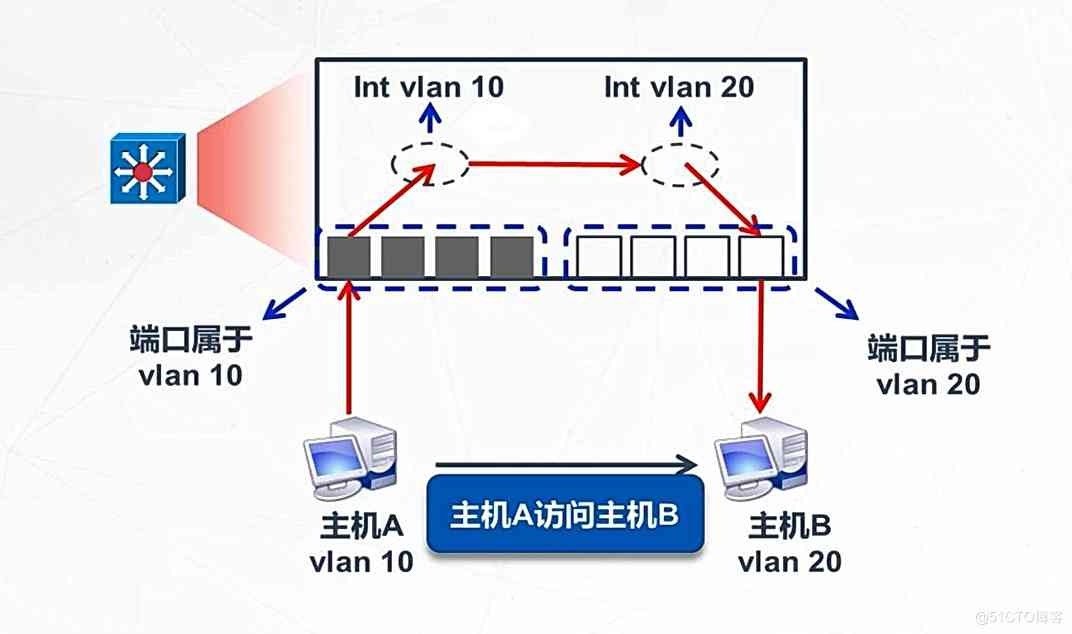 Int vlan 10
Int vlan 20
端口属于
vlan 10
端口属于
vlan 20
主机A访问主机B
主机A
vlan 10
主机B
vlan 20
@51CTO博客